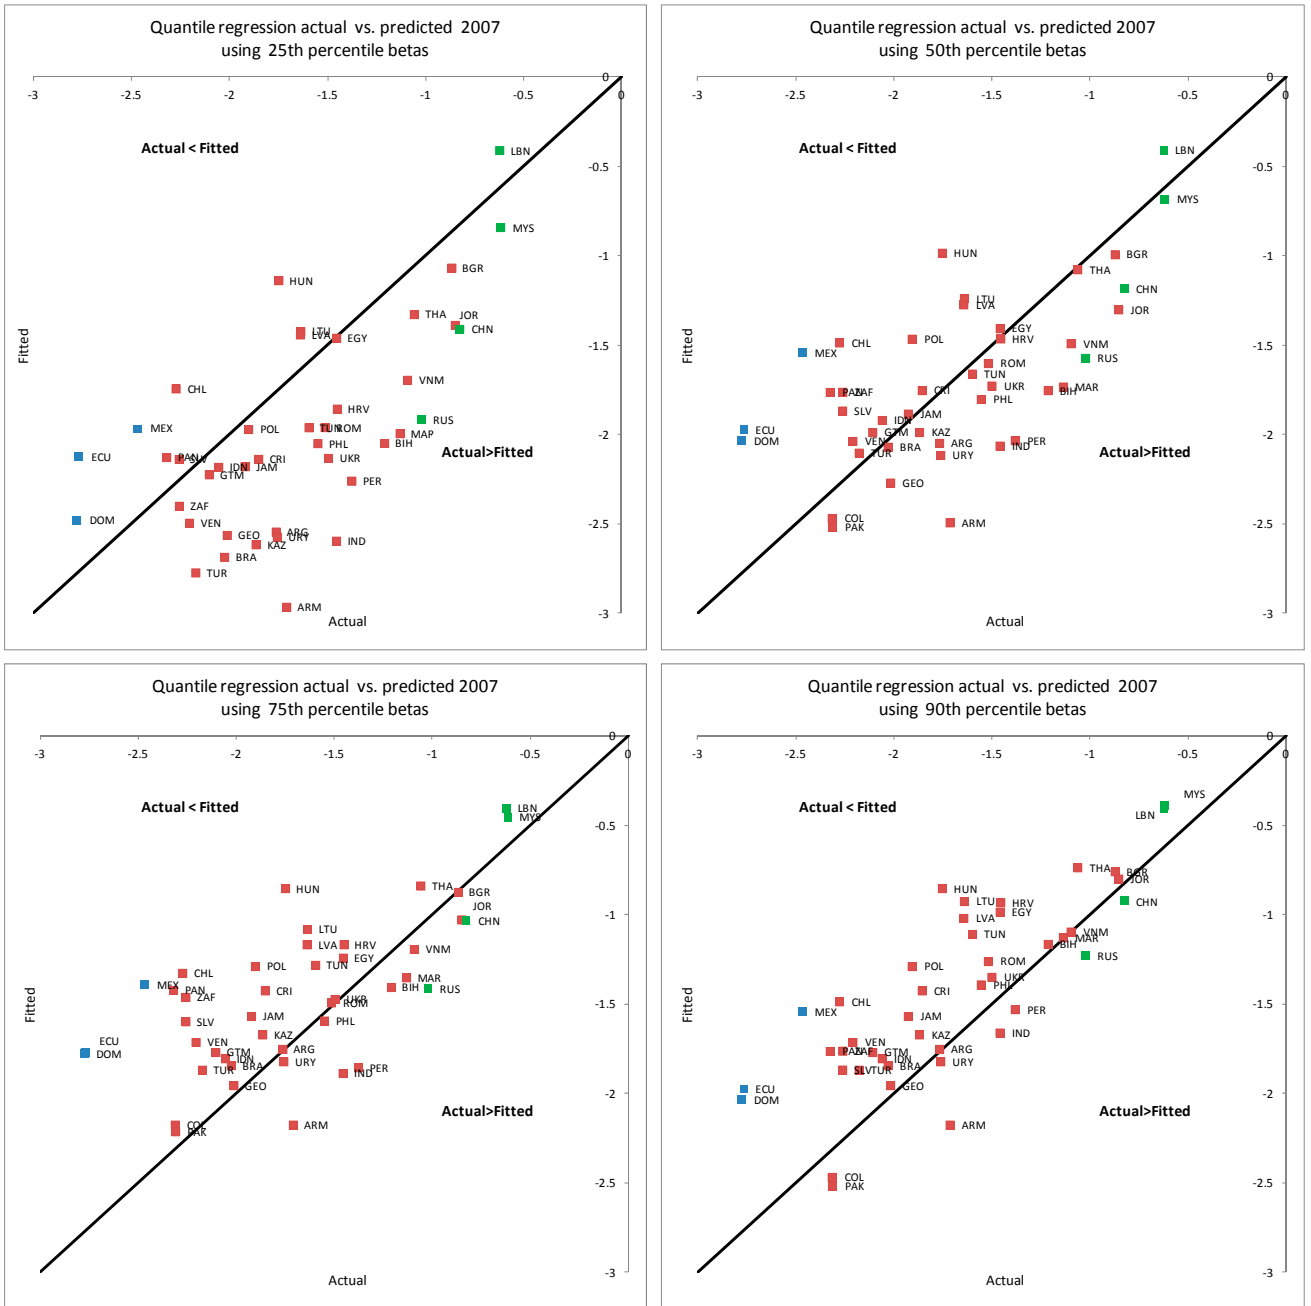 Quantile regression actual vs. predicted 2007
using 25th percentile betas
0
-3 -2.5 -2 -1.5 -1 -0.5 0
Actual < Fitted
LBN
-0.5
MYS
-1
BGR
HUN
THA JOR
LTU CHN
LVA EGY
-1.5
Fitted
VNM
CHL
HRV
RUS
MEX POL TUN ROM MAP
-2
PHL BIH
ECU PAN SLV CRI UKR Actual>Fitted
IDN JAM
GTM PER
ZAF
DOM VEN
-2.5
GEO ARG
URY IND
KAZ
BRA
TUR
ARM
-3
Actual
Quantile regression actual vs. predicted 2007
using 50th percentile betas
0
-3 -2.5 -2 -1.5 -1 -0.5 0
Actual < Fitted
LBN
-0.5
MYS
HUN BGR
-1
THA
CHN
LTU
LVA JOR
EGY
CHL POL HRV VNM
-1.5
Fitted
MEX RUS
ROM
TUN
PAN ZAF CRI UKR MAR
BIH
PHL
SLV JAM
IDN
ECU GTM KAZ
-2
DOM VEN ARG PER
BRA IND
TUR URY Actual>Fitted
GEO
COL
PAK ARM
-2.5
-3
Actual
Quantile regression actual vs. predicted 2007
using 75th percentile betas
0
-3 -2.5 -2 -1.5 -1 -0.5 0
Actual < Fitted
LBN
MYS
-0.5
HUN THA
BGR
JOR
CHN
-1
LTU
LVA HRV VNM
EGY
POL TUN
CHL MAR
MEX PAN CRI BIH RUS
ZAF UKR
ROM
-1.5
Fitted
SLV JAM PHL
KAZ
ECU VEN
DOM GTM ARG
IDN URY
BRA PER
TUR IND
GEO
-2
Actual>Fitted
COL ARM
PAK
-2.5
-3
Actual
Quantile regression actual vs. predicted 2007
using 90th percentile betas
0
-3 -2.5 -2 -1.5 -1 -0.5 0
MYS
Actual < Fitted
LBN
-0.5
THA BGR
JOR
HUN
LTU HRV CHN
EGY
LVA
-1
TUN VNM
MAR
BIH
RUS
POL ROM
UKR
CRI PHL
CHL
-1.5
Fitted
MEX JAM PER
KAZ IND
VEN
PAN ZAF GTM ARG
IDN URY
BRA
SLV TUR
GEO
ECU
-2
DOM
Actual>Fitted
ARM
COL
PAK
-2.5
-3
Actual